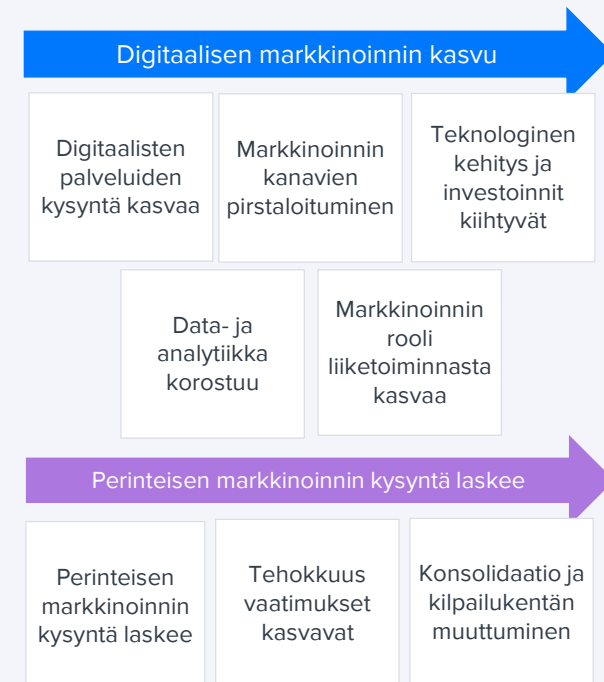 Digitaalisen markkinoinnin kasvu
Digitaalisten
palveluiden
kysyntä kasvaa
Markkinoinnin
kanavien
pirstaloituminen
Teknologinen
kehitys ja
investoinnit
kiihtyvät
Data- ja
analytiikka
korostuu
Markkinoinnin
rooli
liiketoiminnasta
kasvaa
Perinteisen markkinoinnin kysyntä laskee
Perinteisen
markkinoinnin
kysyntä laskee
Tehokkuus
vaatimukset
kasvavat
Konsolidaatio ja
kilpailukentän
muuttuminen